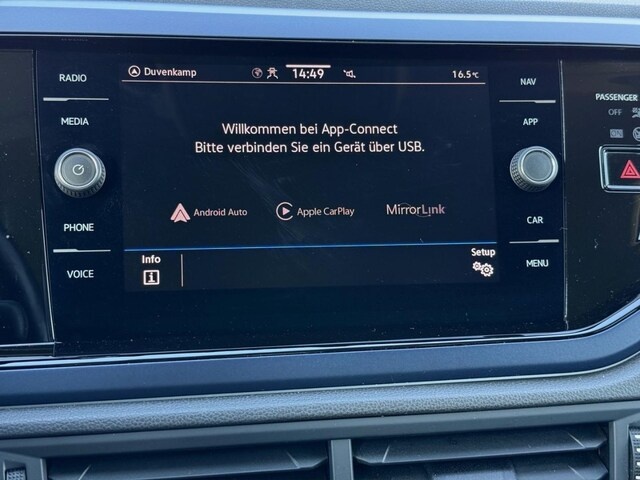 RADIO
MEDIA
PHONE
VOICE
Duvenkamp 14:49 16.5°C
Willkommen bei App-Connect
Bitte verbinden Sie ein Gerät über USB.
Android Auto Apple CarPlay MirrorLink
Info Setup
NAV
APP
CAR
MENU
PASSENGER
OFF